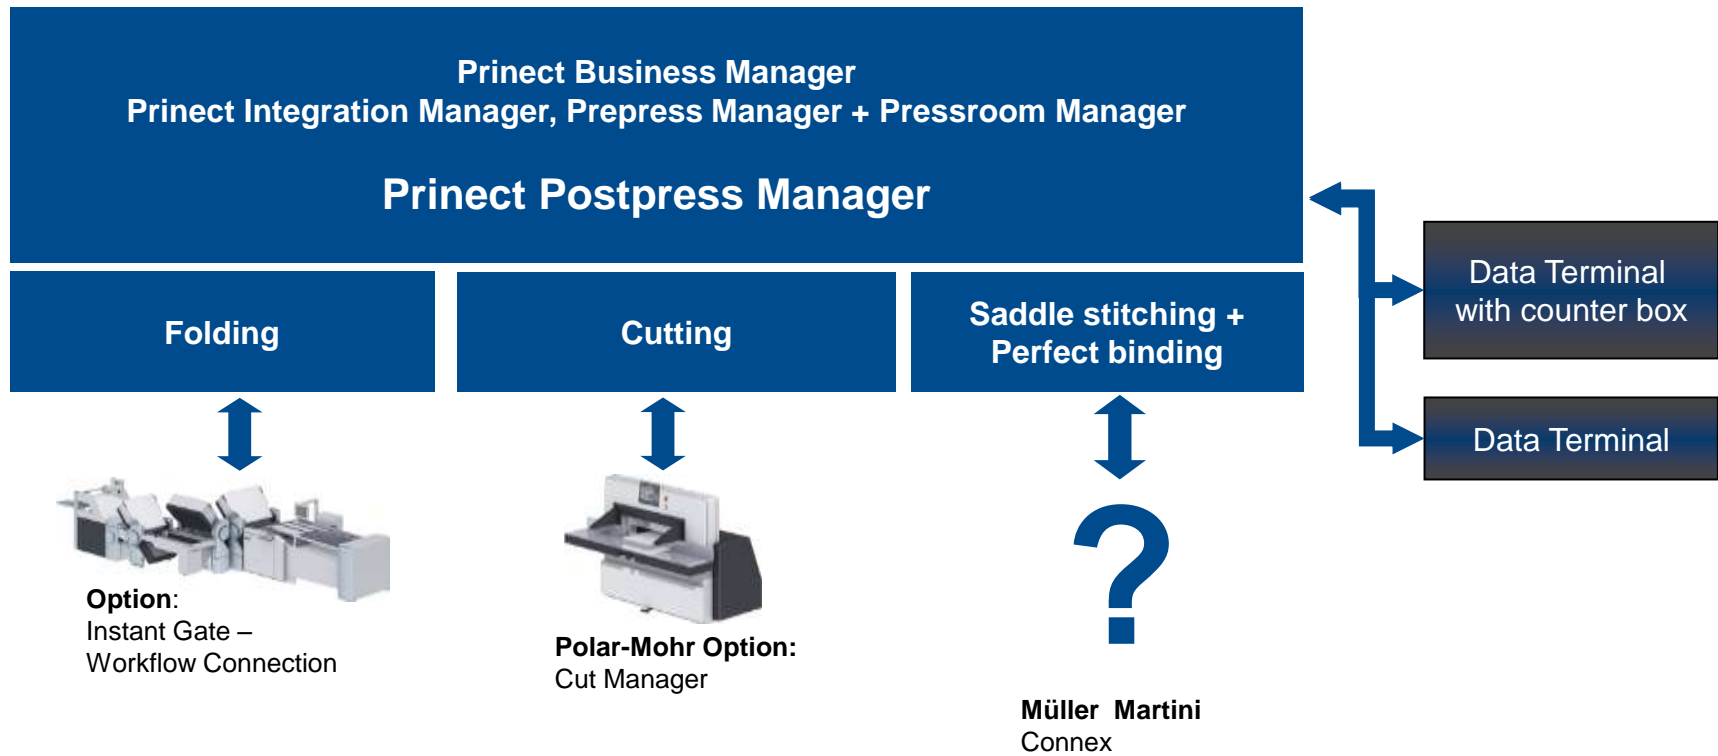 Prinect Business Manager
Prinect Integration Manager, Prepress Manager + Pressroom Manager
Prinect Postpress Manager
Folding
Cutting
Saddle stitching +
Perfect binding
Data Terminal
with counter box
Data Terminal
Option:
Instant Gate –
Workflow Connection
Polar-Mohr Option:
Cut Manager
?
Müller Martini
Connex